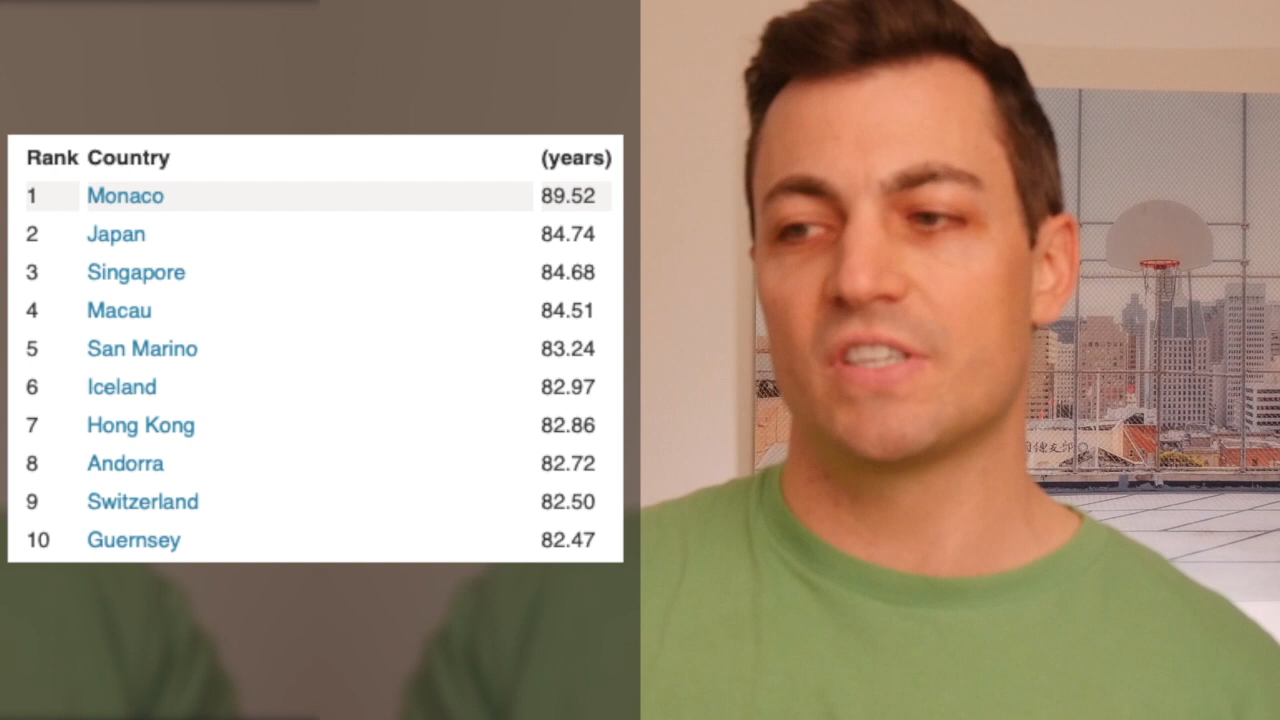 Rank Country (years)
1 Monaco 89.52
2 Japan 84.74
3 Singapore 84.68
4 Macau 84.51
5 San Marino 83.24
6 Iceland 82.97
7 Hong Kong 82.86
8 Andorra 82.72
9 Switzerland 82.50
10 Guernsey 82.47